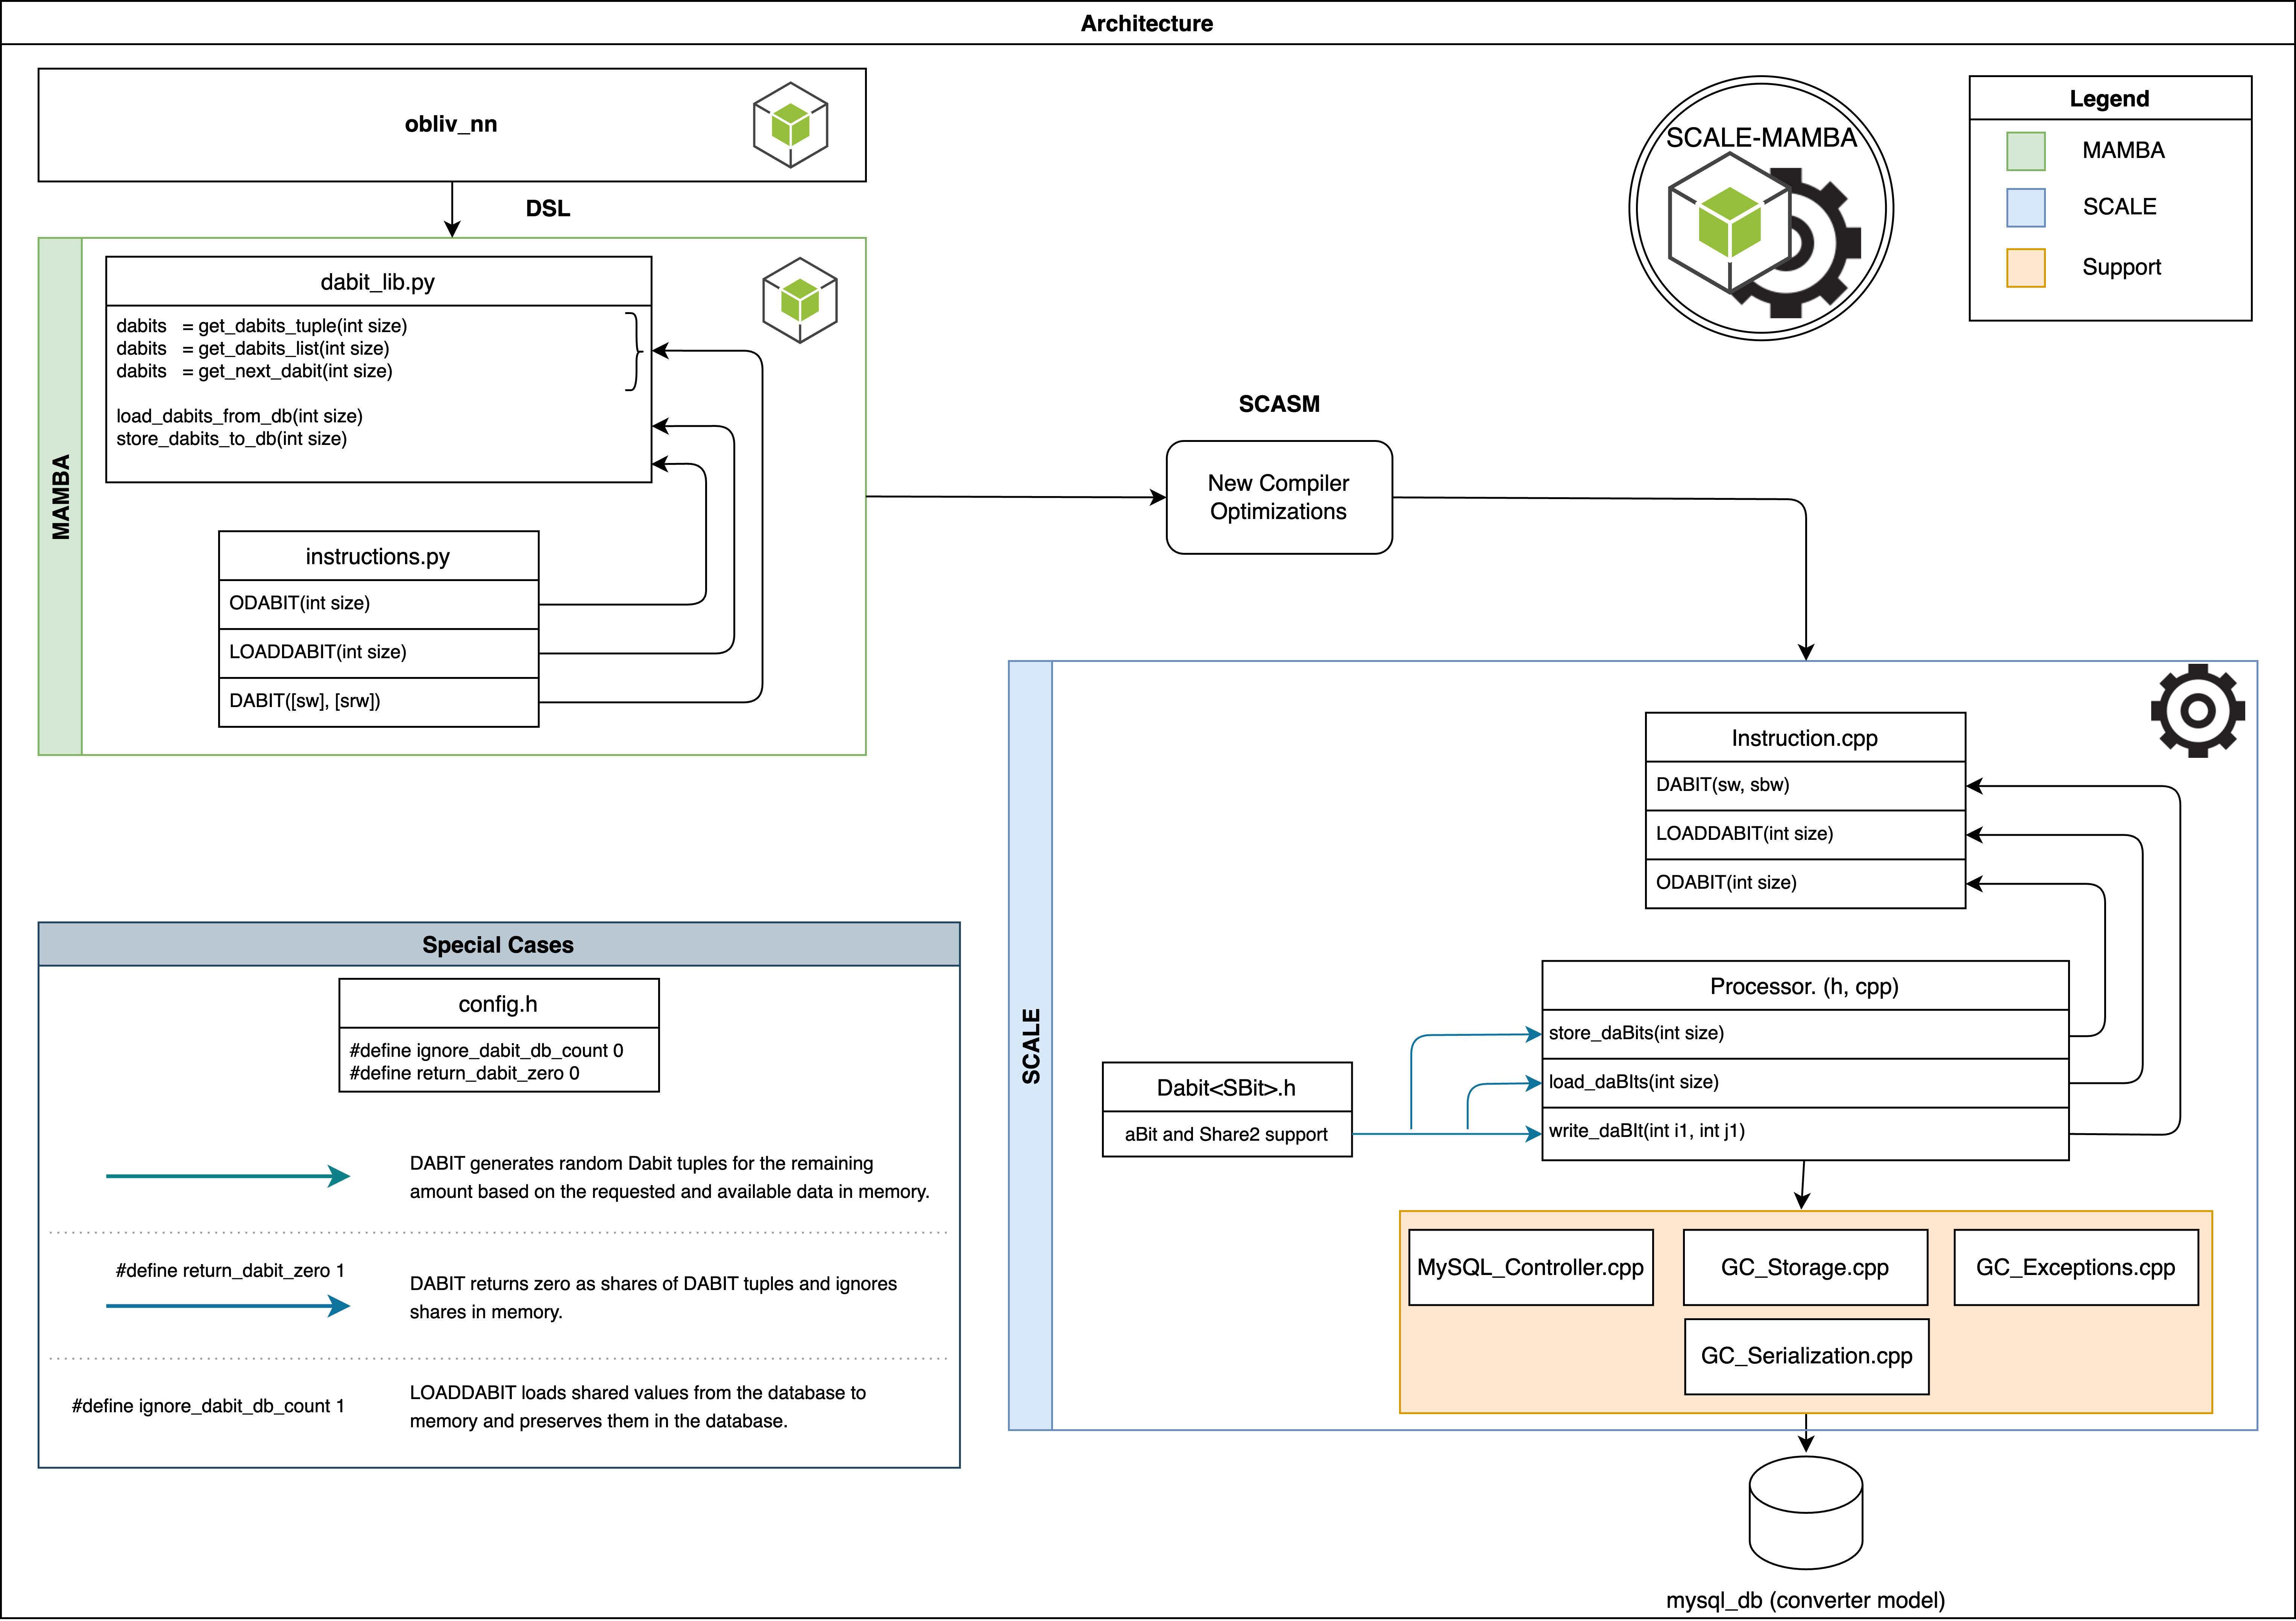 Architecture
obliv_nn
DSL
MAMBA
dabit_lib.py
dabits = get_dabits_tuple(int size)
dabits = get_dabits_list(int size)
dabits = get_next_dabit(int size)
load_dabits_from_db(int size)
store_dabits_to_db(int size)
instructions.py
ODABIT(int size)
LOADDABIT(int size)
DABIT([sw], [srw])
SCALE-MAMBA
Legend
MAMBA
SCALE
Support
SCASM
New Compiler
Optimizations
SCALE
Instruction.cpp
DABIT(sw, sbw)
LOADDABIT(int size)
ODABIT(int size)
Processor. (h, cpp)
store_daBits(int size)
load_daBIts(int size)
write_daBIt(int i1, int j1)
Dabit<SBit>.h
aBit and Share2 support
MySQL_Controller.cpp
GC_Storage.cpp
GC_Exceptions.cpp
GC_Serialization.cpp
mysql_db (converter model)
Special Cases
config.h
#define ignore_dabit_db_count 0
#define return_dabit_zero 0
DABIT generates random Dabit tuples for the remaining
amount based on the requested and available data in memory.
#define return_dabit_zero 1
DABIT returns zero as shares of DABIT tuples and ignores
shares in memory.
#define ignore_dabit_db_count 1
LOADDABIT loads shared values from the database to
memory and preserves them in the database.